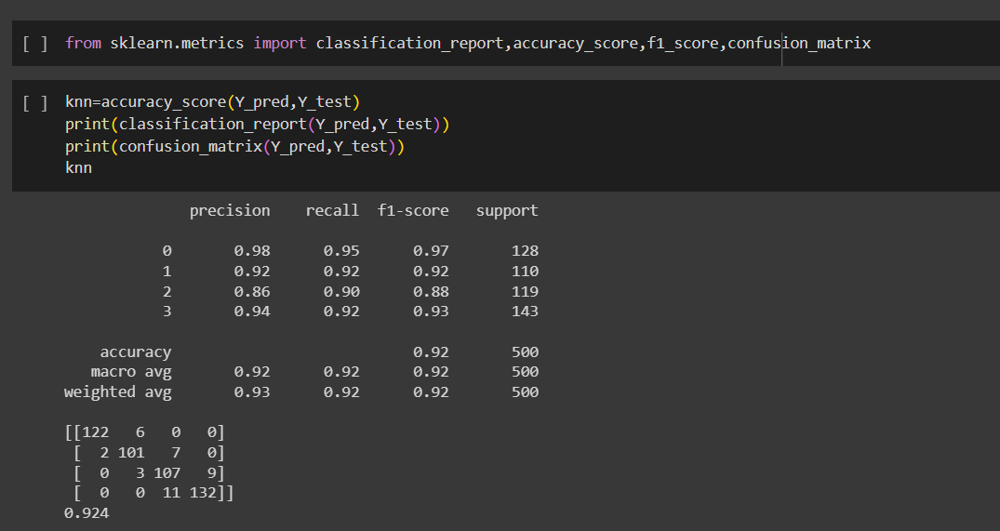 [ ] from sklearn.metrics import classification_report,accuracy_score,f1_score,confusion_matrix
[ ] knn=accuracy_score(Y_pred,Y_test)
print(classification_report(Y_pred,Y_test))
print(confusion_matrix(Y_pred,Y_test))
knn
precision recall f1-score support
0 0.98 0.95 0.97 128
1 0.92 0.92 0.92 110
2 0.86 0.90 0.88 119
3 0.94 0.92 0.93 143
accuracy 0.92 500
macro avg 0.92 0.92 0.92 500
weighted avg 0.93 0.92 0.92 500
[[122 6 0 0]
[ 2 101 7 0]
[ 0 3 107 9]
[ 0 0 11 132]]
0.924